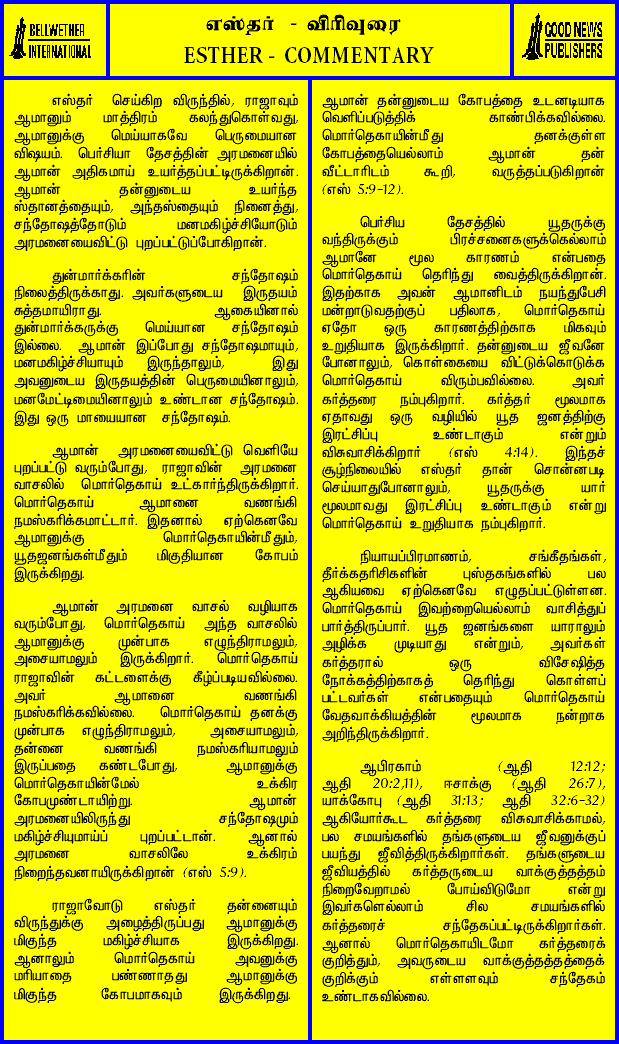 BELLWETHER
INTERNATIONAL
எஸ்தர் - விரிவுரை
ESTHER - COMMENTARY
GOOD NEWS
PUBLISHERS
எஸ்தர் செய்கிற விருந்தில், ராஜாவும்
ஆமானும் மாத்திரம் கலந்துகொள்வது,
ஆமானுக்கு மெய்யாகவே பெருமையான
விஷயம். பெர்சியா தேசத்தின் அரமனையில்
ஆமான் அதிகமாய் உயர்த்தப்பட்டிருக்கிறான்.
ஆமான் தன்னுடைய உயர்ந்த
ஸ்தானத்தையும், அந்தஸ்தையும் நினைத்து,
சந்தோஷத்தோடும் மனமகிழ்ச்சியோடும்
அரமனையைவிட்டு புறப்பட்டுப்போகிறான்.
துன்மார்க்கரின் சந்தோஷம்
நிலைத்திருக்காது. அவர்களுடைய இருதயம்
சுத்தமாயிராது. ஆகையினால்
துன்மார்க்கருக்கு மெய்யான சந்தோஷம்
இல்லை. ஆமான் இப்போது சந்தோஷமாயும்,
மனமகிழ்ச்சியாயும் இருந்தாலும், இது
அவனுடைய இருதயத்தின் பெருமையினாலும்,
மனமேட்டிமையினாலும் உண்டான சந்தோஷம்.
இது ஒரு மாயையான சந்தோஷம்.
ஆமான் அரமனையைவிட்டு வெளியே
புறப்பட்டு வரும்போது, ராஜாவின் அரமனை
வாசலில் மொர்தெகாய் உட்கார்ந்திருக்கிறார்.
மொர்தெகாய் ஆமானை வணங்கி
நமஸ்கரிக்கமாட்டார். இதனால் ஏற்கெனவே
ஆமானுக்கு மொர்தெகாயின்மீதும்,
யூதஜனங்கள்மீதும் மிகுதியான கோபம்
இருக்கிறது.
ஆமான் அரமனை வாசல் வழியாக
வரும்போது, மொர்தெகாய் அந்த வாசலில்
ஆமானுக்கு முன்பாக எழுந்திராமலும்,
அசையாமலும் இருக்கிறார். மொர்தெகாய்
ராஜாவின் கட்டளைக்கு கீழ்ப்படியவில்லை.
அவர் ஆமானை வணங்கி
நமஸ்கரிக்கவில்லை. மொர்தெகாய் தனக்கு
முன்பாக எழுந்திராமலும், அசையாமலும்,
தன்னை வணங்கி நமஸ்கரியாமலும்
இருப்பதை கண்டபோது, ஆமானுக்கு
மொர்தெகாயின்மேல் உக்கிர
கோபமுண்டாயிற்று. ஆமான்
அரமனையிலிருந்து சந்தோஷமும்
மகிழ்ச்சியுமாய்ப் புறப்பட்டான். ஆனால்
அரமனை வாசலிலே உக்கிரம்
நிறைந்தவனாயிருக்கிறான் (எஸ் 5:9).
ராஜாவோடு எஸ்தர் தன்னையும்
விருந்துக்கு அழைத்திருப்பது ஆமானுக்கு
மிகுந்த மகிழ்ச்சியாக இருக்கிறது.
ஆனாலும் மொர்தெகாய் அவனுக்கு
மரியாதை பண்ணாதது ஆமானுக்கு
மிகுந்த கோபமாகவும் இருக்கிறது.
ஆமான் தன்னுடைய கோபத்தை உடனடியாக
வெளிப்படுத்திக் காண்பிக்கவில்லை.
மொர்தெகாயின்மீது தனக்குள்ள
கோபத்தையெல்லாம் ஆமான் தன்
வீட்டாரிடம் கூறி, வருத்தப்படுகிறான்
(எஸ் 5:9-12).
பெர்சிய தேசத்தில் யூதருக்கு
வந்திருக்கும் பிரச்சனைகளுக்கெல்லாம்
ஆமானே மூல காரணம் என்பதை
மொர்தெகாய் தெரிந்து வைத்திருக்கிறான்.
இதற்காக அவன் ஆமானிடம் நயந்துபேசி
மன்றாடுவதற்குப் பதிலாக, மொர்தெகாய்
ஏதோ ஒரு காரணத்திற்காக மிகவும்
உறுதியாக இருக்கிறார். தன்னுடைய ஜீவனே
போனாலும், கொள்கையை விட்டுக்கொடுக்க
மொர்தெகாய் விரும்பவில்லை. அவர்
கர்த்தரை நம்புகிறார். கர்த்தர் மூலமாக
ஏதாவது ஒரு வழியில் யூத ஜனத்திற்கு
இரட்சிப்பு உண்டாகும் என்றும்
விசுவாசிக்கிறார் (எஸ் 4:14). இந்தச்
சூழ்நிலையில் எஸ்தர் தான் சொன்னபடி
செய்யாதுபோனாலும், யூதருக்கு யார்
மூலமாவது இரட்சிப்பு உண்டாகும் என்று
மொர்தெகாய் உறுதியாக நம்புகிறார்.
நியாயப்பிரமாணம், சங்கீதங்கள்,
தீர்க்கதரிசிகளின் புஸ்தகங்களில் பல
ஆகியவை ஏற்கெனவே எழுதப்பட்டுள்ளன.
மொர்தெகாய் இவற்றையெல்லாம் வாசித்துப்
பார்த்திருப்பார். யூத ஜனங்களை யாராலும்
அழிக்க முடியாது என்றும், அவர்கள்
கர்த்தரால் ஒரு விசேஷித்த
நோக்கத்திற்காகத் தெரிந்து கொள்ளப்
பட்டவர்கள் என்பதையும் மொர்தெகாய்
வேதவாக்கியத்தின் மூலமாக நன்றாக
அறிந்திருக்கிறார்.
ஆபிரகாம் (ஆதி 12:12;
ஆதி 20:2,11), ஈசாக்கு (ஆதி 26:7),
யாக்கோபு (ஆதி 31:13; ஆதி 32:6-32)
ஆகியோர்கூட கர்த்தரை விசுவாசிக்காமல்,
பல சமயங்களில் தங்களுடைய ஜீவனுக்குப்
பயந்து ஜீவித்திருக்கிறார்கள். தங்களுடைய
ஜீவியத்தில் கர்த்தருடைய வாக்குத்தத்தம்
நிறைவேறாமல் போய்விடுமோ என்று
இவர்களெல்லாம் சில சமயங்களில்
கர்த்தரைச் சந்தேகப்பட்டிருக்கிறார்கள்.
ஆனால் மொர்தெகாயிடமோ கர்த்தரைக்
குறித்தும், அவருடைய வாக்குத்தத்தத்தைக்
குறிக்கும் எள்ளளவும் சந்தேகம்
உண்டாகவில்லை.